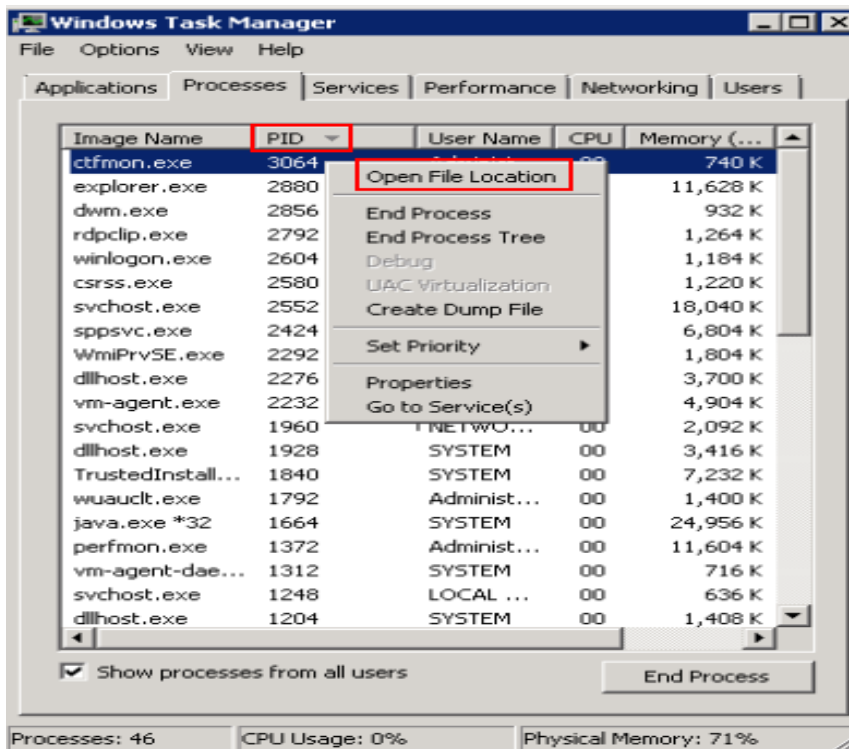 Windows Task Manager
File Options View Help
Applications Processes Services Performance Networking Users
Image Name PID User Name CPU Memory (...
ctfmon.exe 3064 740 K
Open File Location
explorer.exe 2880 11,628 K
dwm.exe 2856 932 K
End Process
rdpclip.exe 2792 1,264 K
End Process Tree
winlogon.exe 2604 1,184 K
Debug
csrss.exe 2580 1,220 K
UAC Virtualization
svchost.exe 2552 18,040 K
Create Dump File
sppsvc.exe 2424 6,804 K
Set Priority
WmiPrvSE.exe 2292 1,804 K
dllhost.exe 2276 3,700 K
Properties
vm-agent.exe 2232 4,904 K
Go to Service(s)
svchost.exe 1960 NETWO... 00 2,092 K
dllhost.exe 1928 SYSTEM 00 3,416 K
TrustedInstall... 1840 SYSTEM 00 7,232 K
wuauclt.exe 1792 Administ... 00 1,400 K
java.exe *32 1664 SYSTEM 00 24,956 K
perfmon.exe 1372 Administ... 00 11,604 K
vm-agent-dae... 1312 SYSTEM 00 716 K
svchost.exe 1248 LOCAL ... 00 636 K
dllhost.exe 1204 SYSTEM 00 1,408 K
Show processes from all users
End Process
Processes: 46 CPU Usage: 0% Physical Memory: 71%